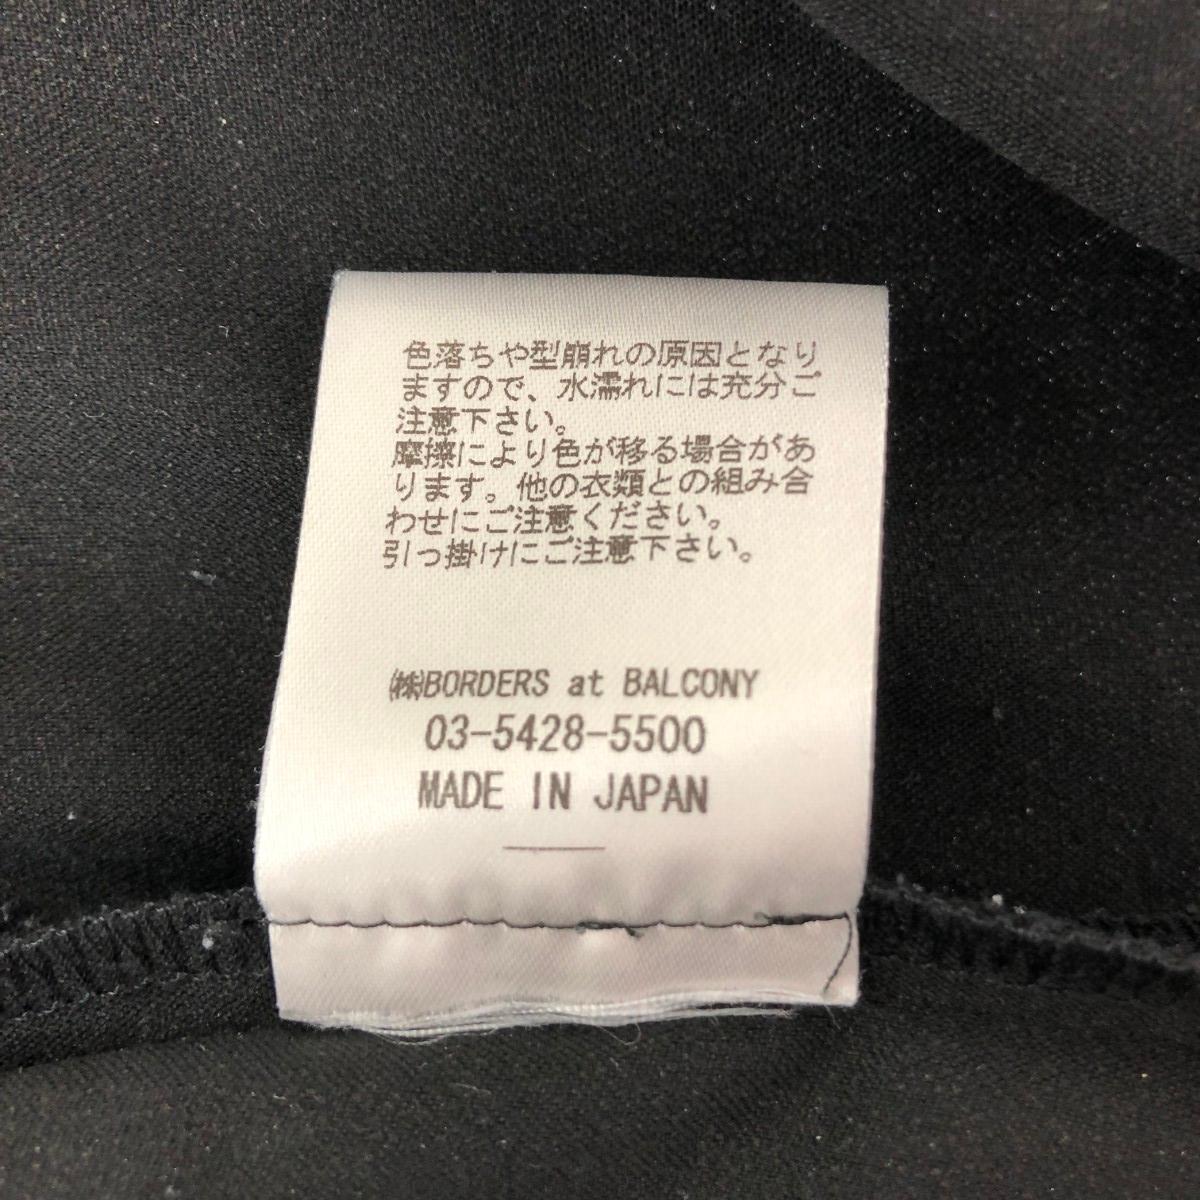 色落ちや型崩れの原因となり
ますので、水濡れには充分ご
注意下さい。
摩擦により色が移る場合があ
ります。他の衣類との組み合
わせにご注意ください。
引っ掛けにご注意下さい。
㈱BORDERS at BALCONY
03-5428-5500
MADE IN JAPAN